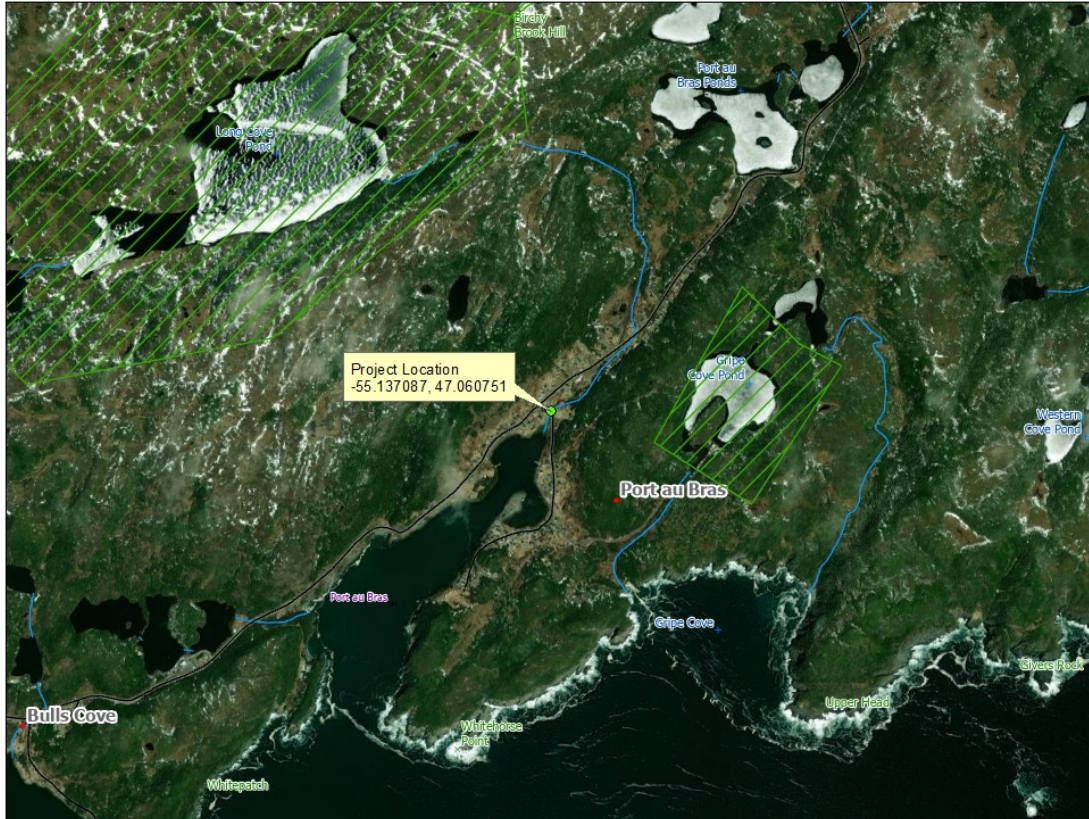 Birchy
Brook Hill
Port au
Bras Ponds
Long Cove
Pond
Project Location
-55.137087, 47.060751
Gripe
Cove Pond
Western
Cove Pond
Port au Bras
Port au Bras
Gripe Cove
Givers Rock
Upper Head
Bulls Cove
Whitehorse
Point
Whitepatch